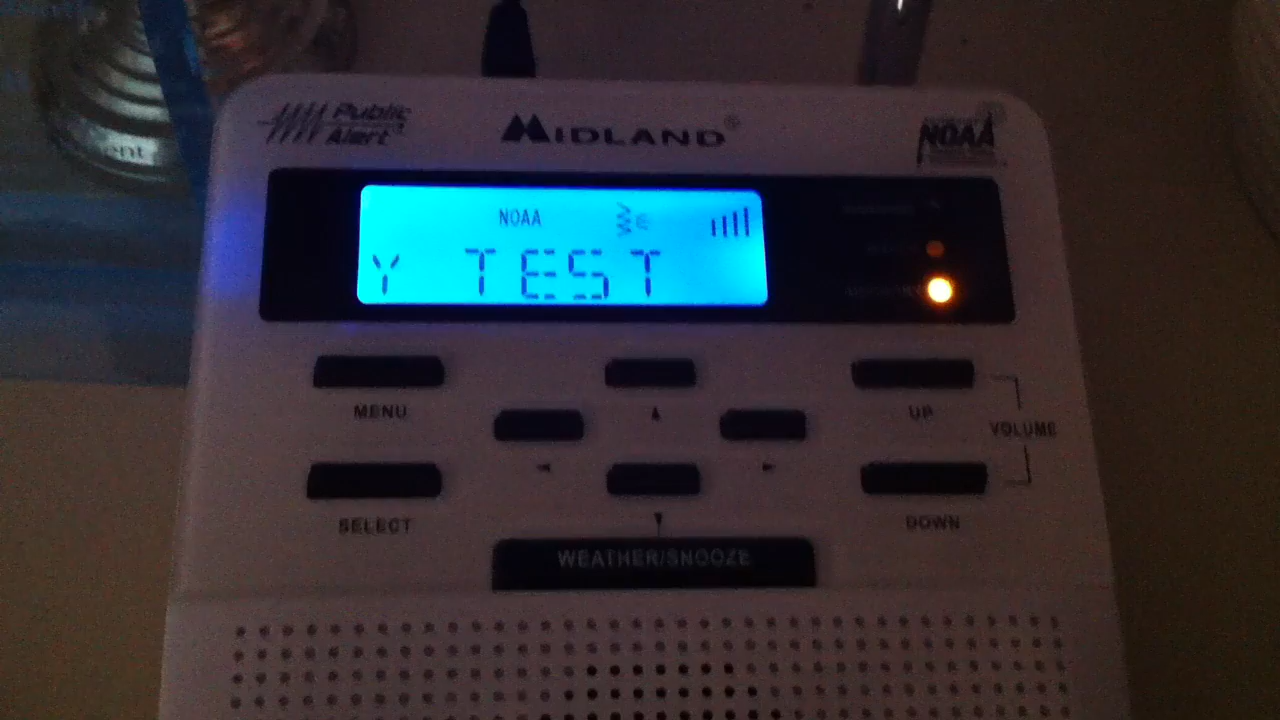 Public
Alert
MIDLAND®
NOAA
NOAA
Y TEST
MENU
UP
VOLUME
SELECT
DOWN
WEATHER/SNOOZE